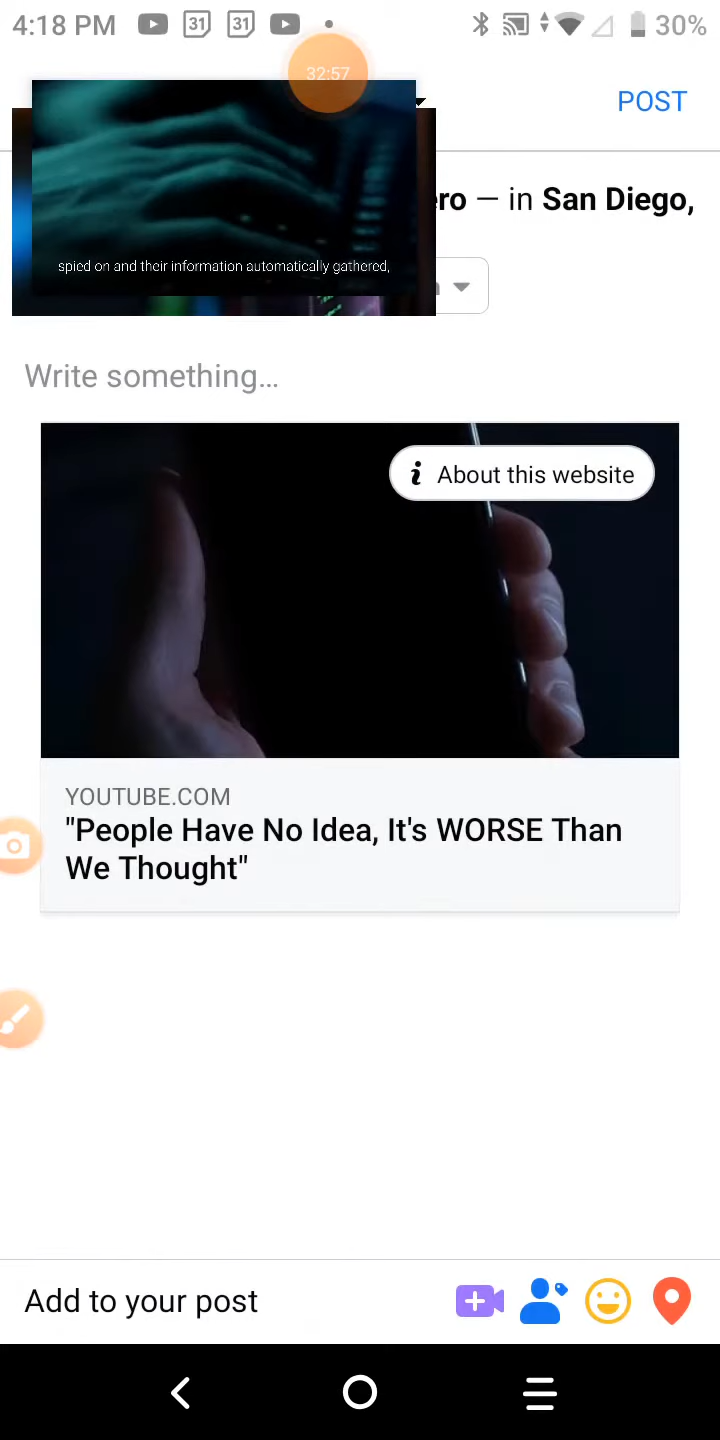 4:18 PM 31 31 30%
32:57
POST
ero — in San Diego,
spied on and their information automatically gathered,
Write something...
i About this website
YOUTUBE.COM
"People Have No Idea, It's WORSE Than
We Thought"
Add to your post